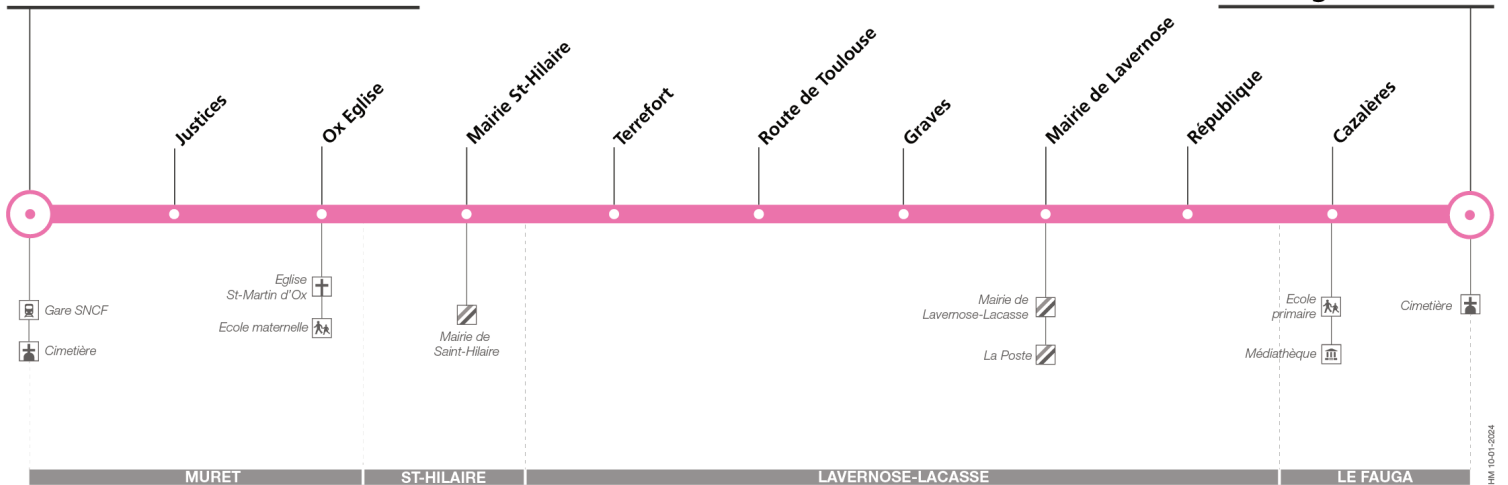 Justices
Ox Eglise
Mairie St-Hilaire
Terrefort
Route de Toulouse
Graves
Mairie de Lavernose
République
Cazalères
Gare SNCF
Cimetière
Eglise
St-Martin d'Ox
Ecole maternelle
Mairie de
Saint-Hilaire
Mairie de
Lavernose-Lacasse
La Poste
Ecole
primaire
Médiathèque
Cimetière
MURET
ST-HILAIRE
LAVERNOSE-LACASSE
LE FAUGA
HM 10-01-2024